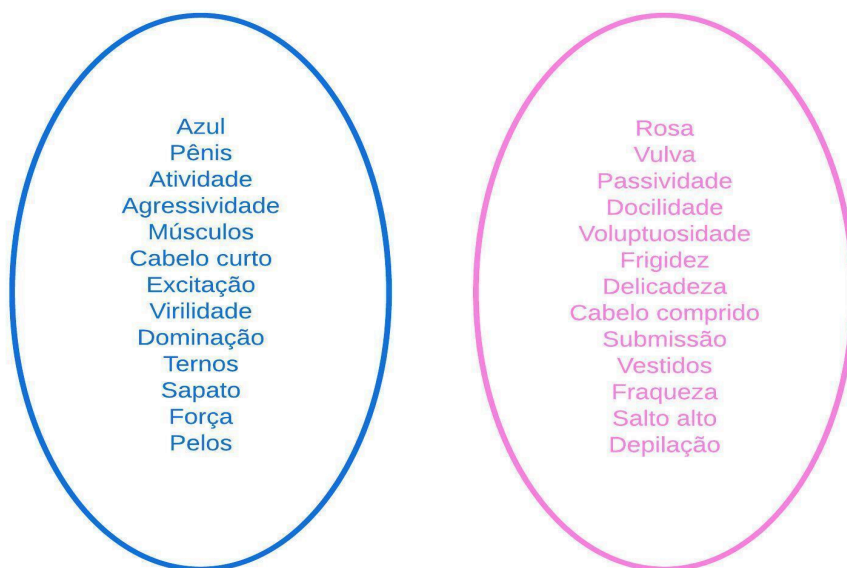 Azul
Pênis
Atividade
Agressividade
Músculos
Cabelo curto
Excitação
Virilidade
Dominação
Ternos
Sapato
Força
Pelos
Rosa
Vulva
Passividade
Docilidade
Voluptuosidade
Frigidez
Delicadeza
Cabelo comprido
Submissão
Vestidos
Fraqueza
Salto alto
Depilação